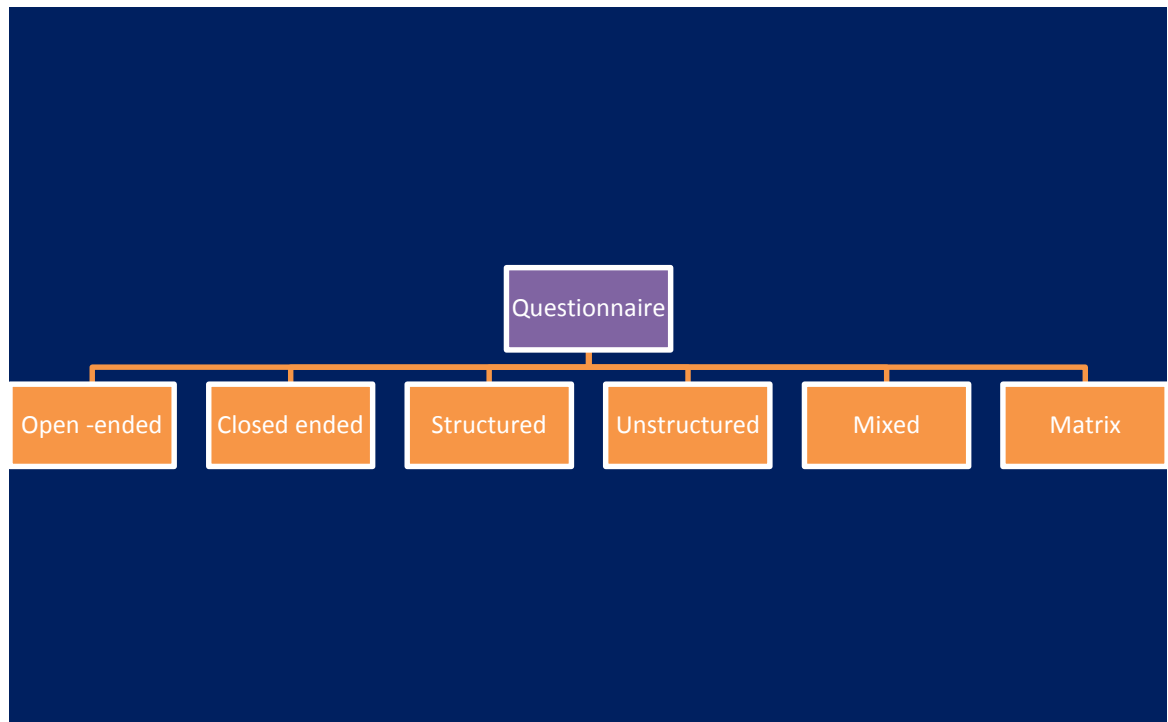 Questionnaire
Open -ended
Closed ended
Structured
Unstructured
Mixed
Matrix